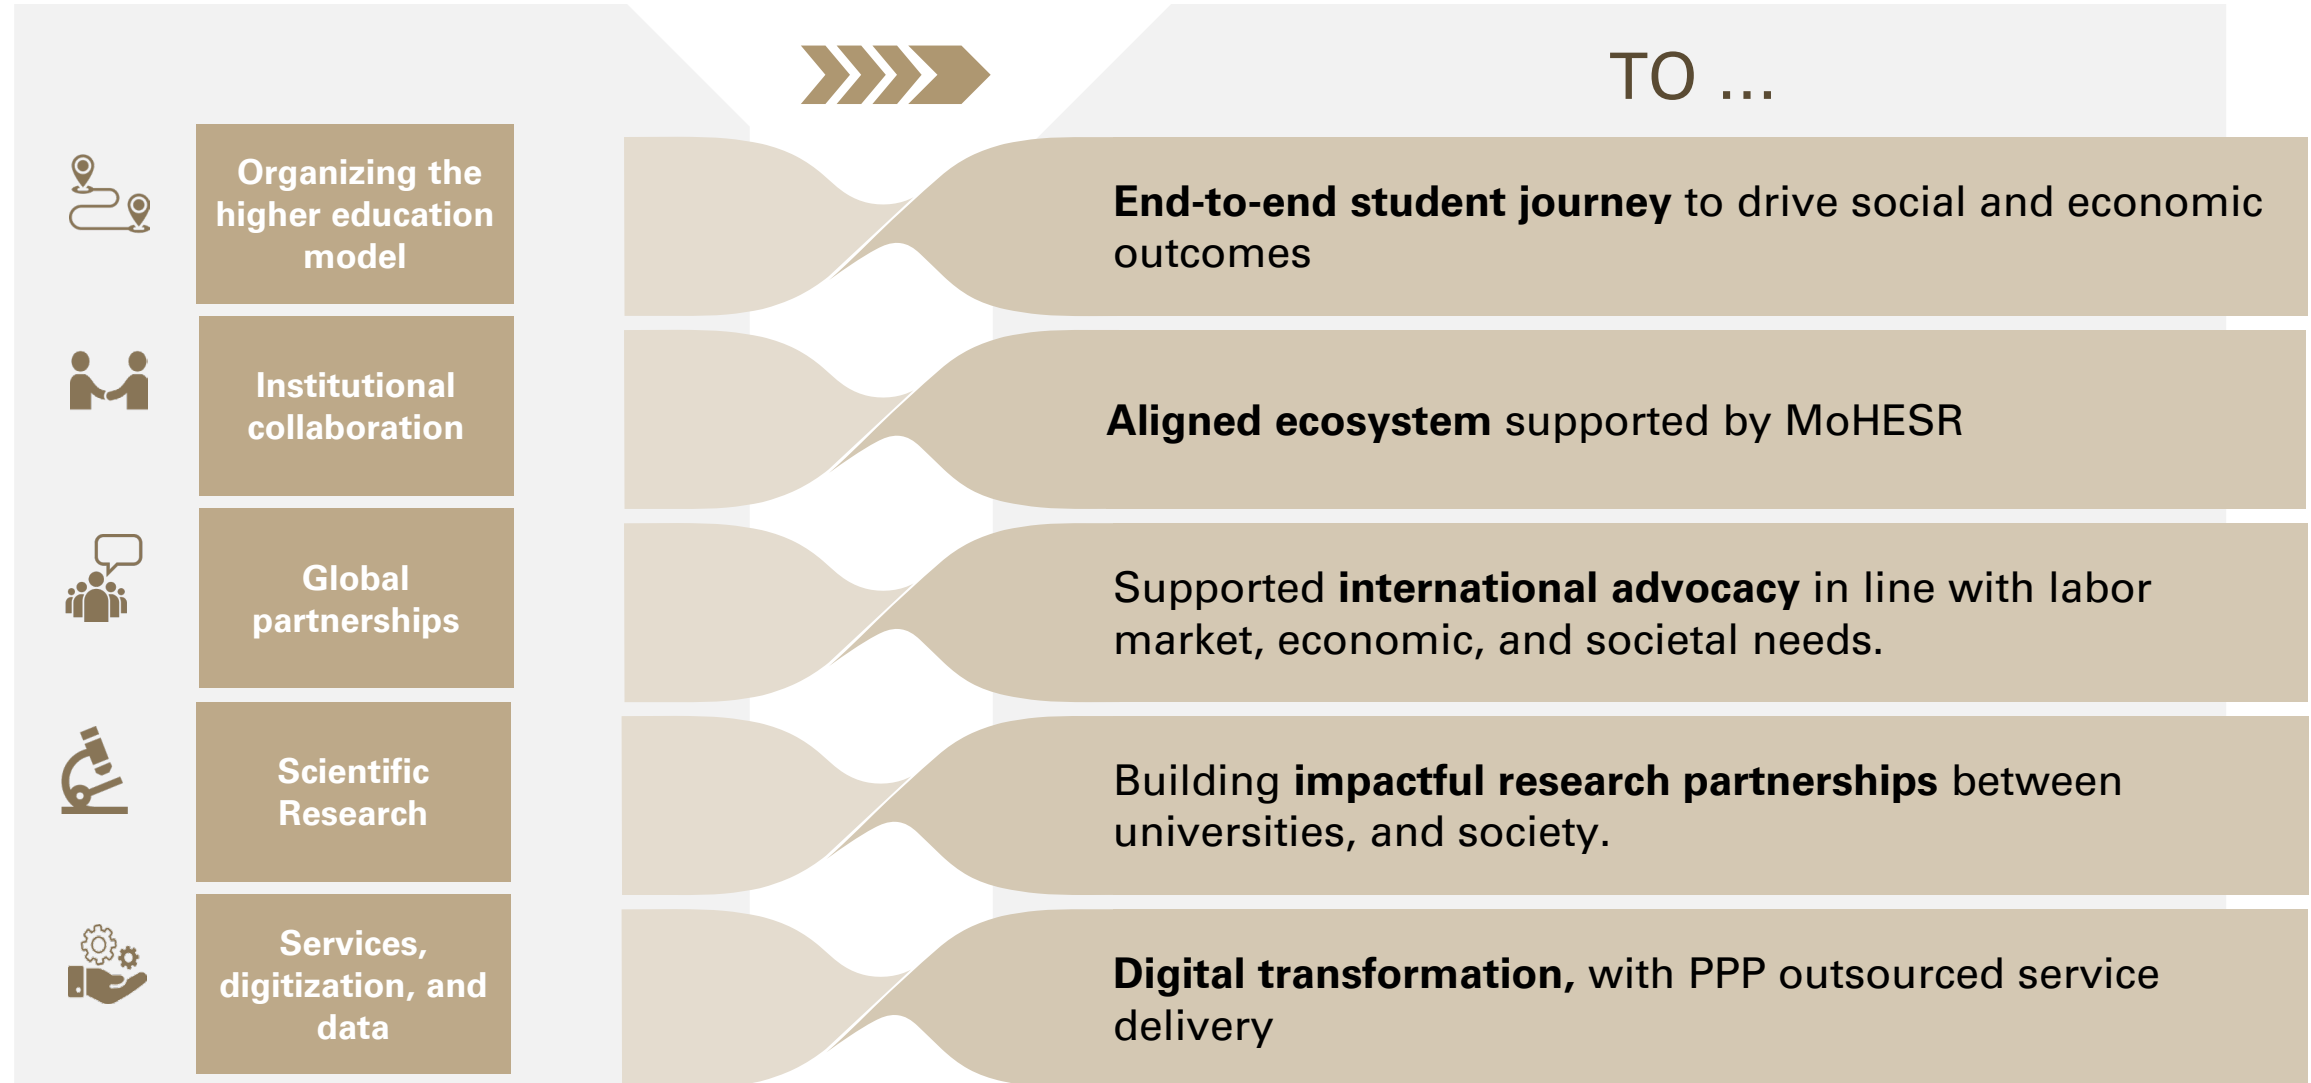 TO ...
Organizing the
higher education
model
End-to-end student journey to drive social and economic
outcomes
Institutional
collaboration
Aligned ecosystem supported by MoHESR
Global
partnerships
Supported international advocacy in line with labor
market, economic, and societal needs.
Scientific
Research
Building impactful research partnerships between
universities, and society.
Services,
digitization, and
data
Digital transformation, with PPP outsourced service
delivery